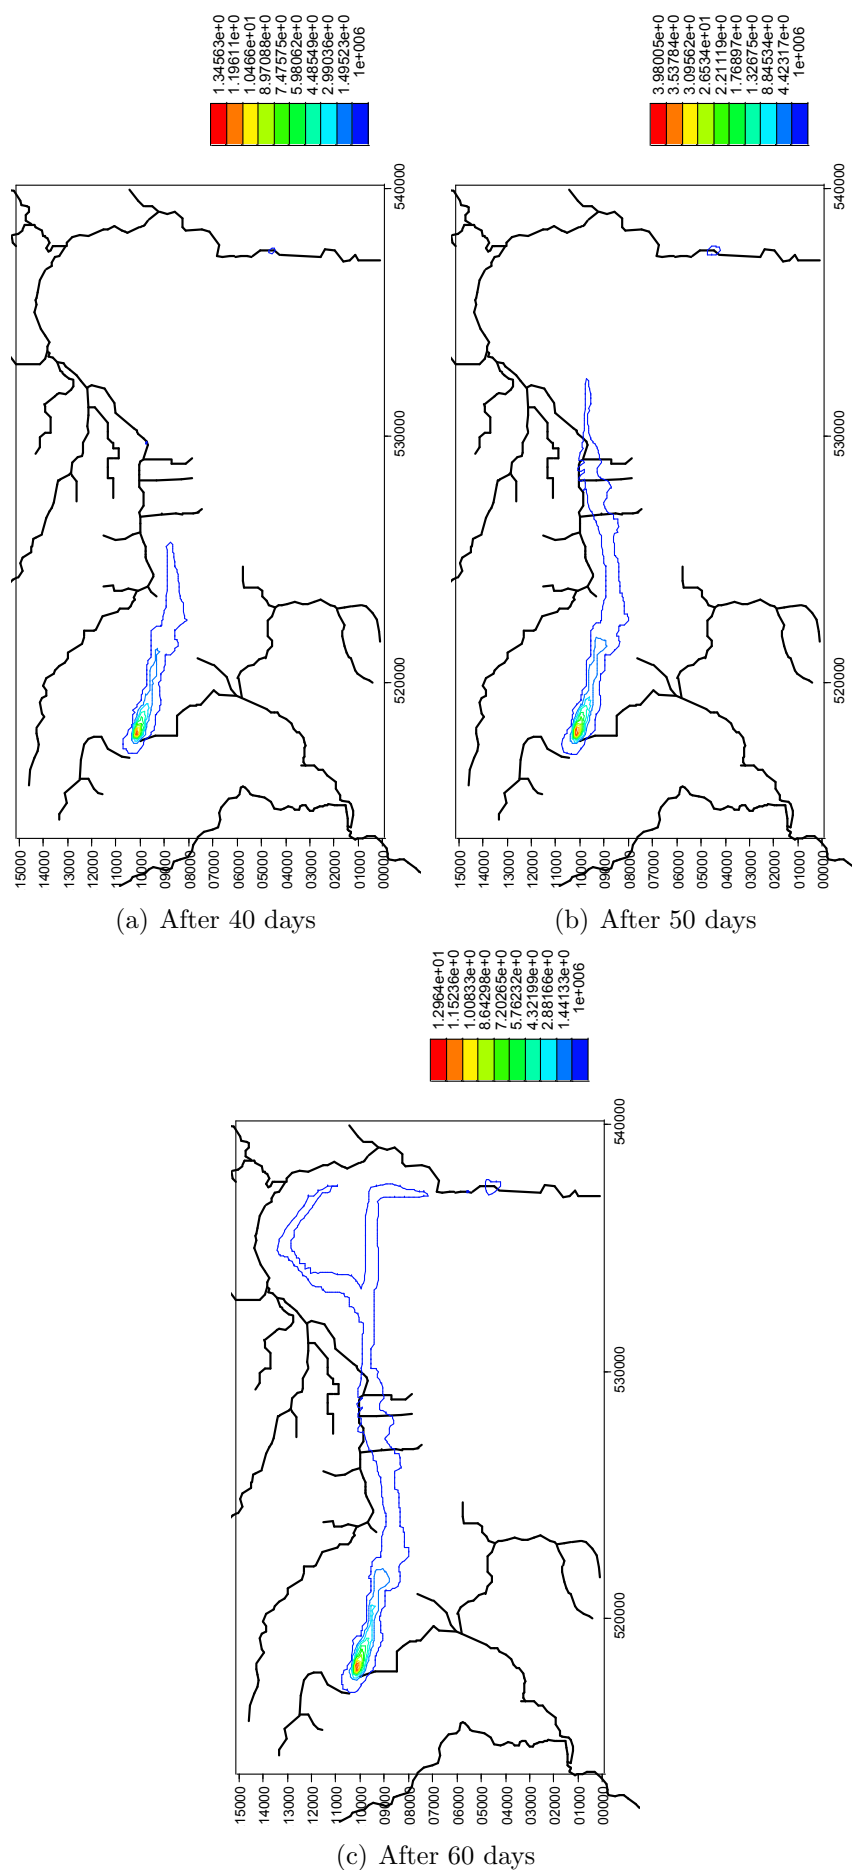 1.34563e+0
1.19611e+0
1.0466e+01
8.97088e+0
7.47575e+0
5.98062e+0
4.48549e+0
2.99036e+0
1.49523e+0
1e+006
540000
530000
520000
15000
14000
13000
12000
11000
10000
09000
08000
07000
06000
05000
04000
03000
02000
01000
00000
(a) After 40 days
3.98005e+0
3.53784e+0
3.09562e+0
2.6534e+01
2.21119e+0
1.76897e+0
1.32675e+0
8.84534e+0
4.42317e+0
1e+006
540000
530000
520000
15000
14000
13000
12000
11000
10000
09000
08000
07000
06000
05000
04000
03000
02000
01000
00000
(b) After 50 days
1.2964e+01
1.15236e+0
1.00833e+0
8.64298e+0
7.20265e+0
5.76232e+0
4.32199e+0
2.88166e+0
1.44133e+0
1e+006
540000
530000
520000
15000
14000
13000
12000
11000
10000
09000
08000
07000
06000
05000
04000
03000
02000
01000
00000
(c) After 60 days